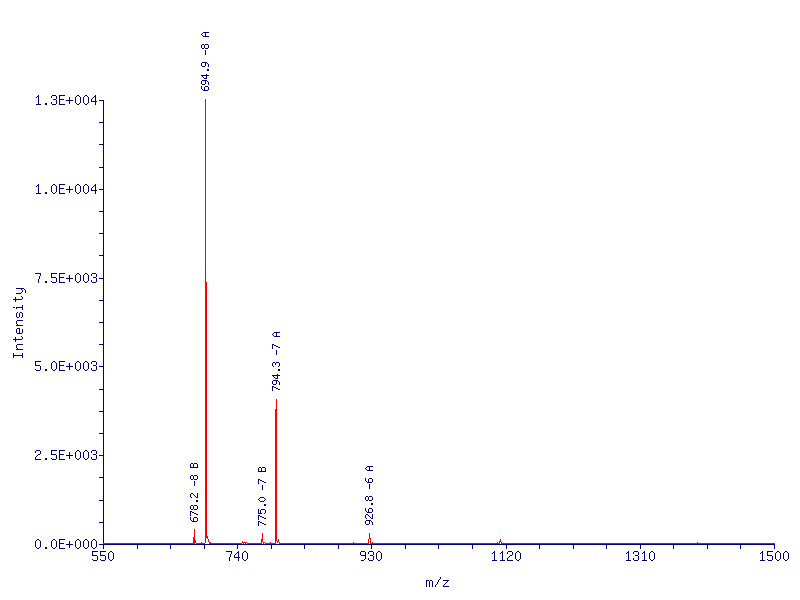 694.9 -8 A
1.3E+004
1.0E+004
7.5E+003
5.0E+003
2.5E+003
0.0E+000
Intensity
794.3 -7 A
678.2 -8 B
775.0 -7 B
926.8 -6 A
550 740 930 1120 1310 1500
m/z